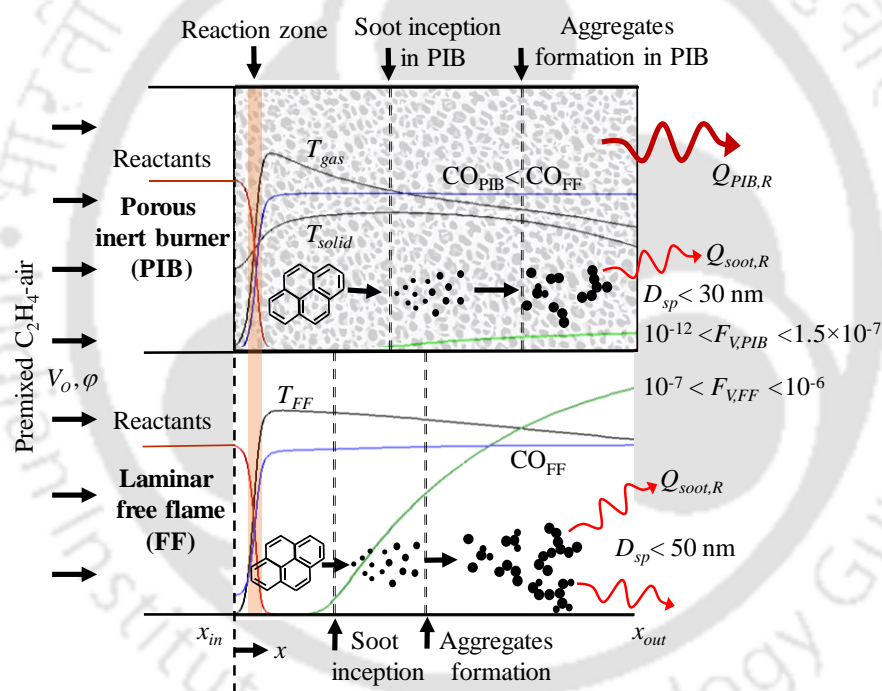 Reaction zone
Soot inception
in PIB
Aggregates
formation in PIB
Premixed C₂H₄-air
V_O, φ
Reactants
Porous
inert burner
(PIB)
T_gas
CO_PIB< CO_FF
T_solid
Q_PIB,R
Q_soot,R
D_sp< 30 nm
10⁻¹² <F_V,PIB <1.5×10⁻⁷
10⁻⁷ < F_V,FF <10⁻⁶
Reactants
Laminar
free flame
(FF)
T_FF
CO_FF
Q_soot,R
D_sp< 50 nm
x_in
x
Soot
inception
Aggregates
formation
x_out